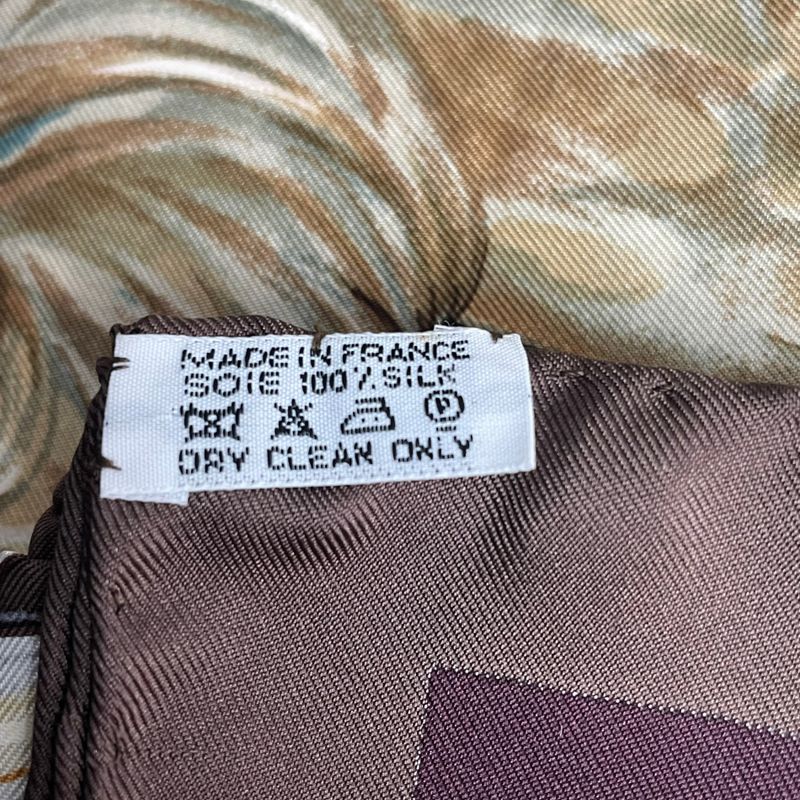 MADE IN FRANCE
SOIE 100% SILK
P
DRY CLEAN ONLY